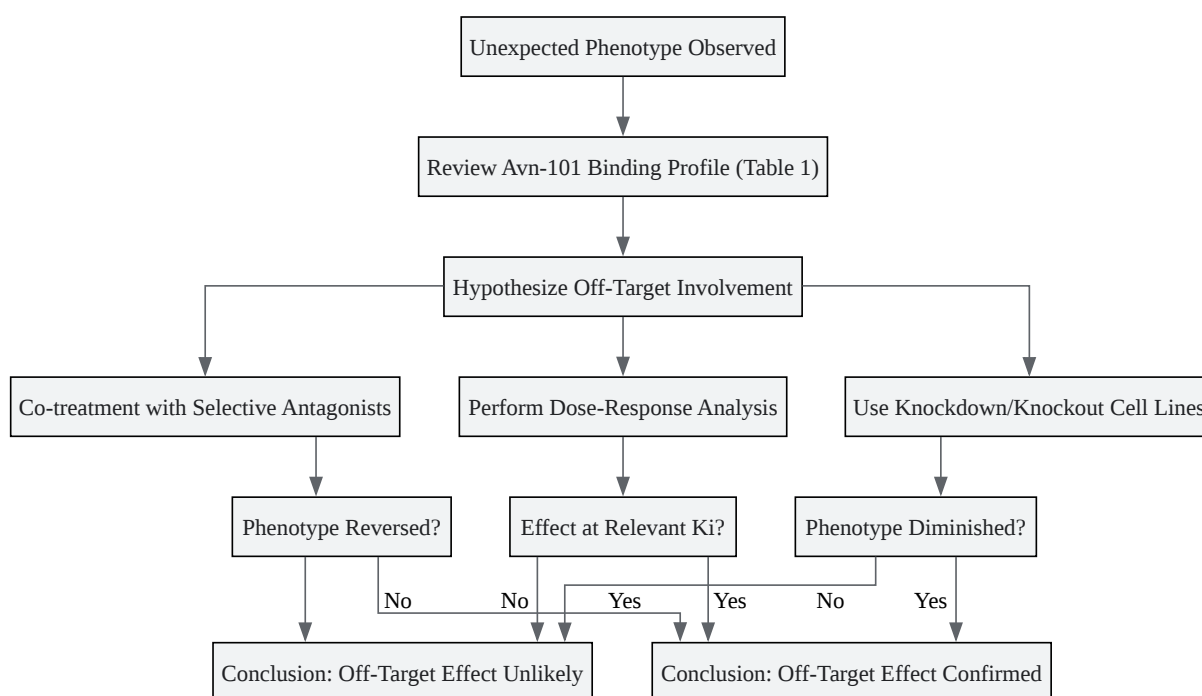 Unexpected Phenotype Observed
Review Avn-101 Binding Profile (Table 1)
Hypothesize Off-Target Involvement
Co-treatment with Selective Antagonists
Perform Dose-Response Analysis
Use Knockdown/Knockout Cell Lines
Phenotype Reversed?
Effect at Relevant Ki?
Phenotype Diminished?
No
No
Yes
Yes
No
Yes
Conclusion: Off-Target Effect Unlikely
Conclusion: Off-Target Effect Confirmed